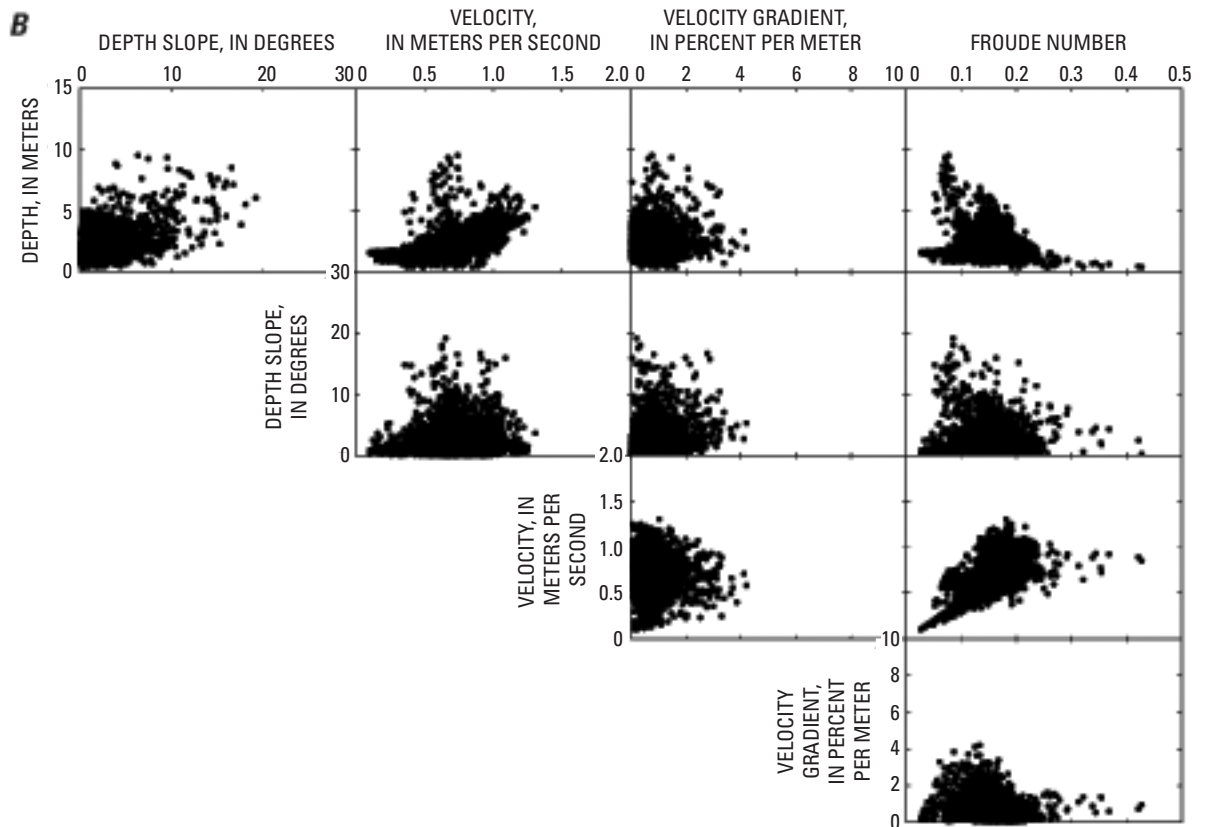 B
DEPTH SLOPE, IN DEGREES
VELOCITY,
IN METERS PER SECOND
VELOCITY GRADIENT,
IN PERCENT PER METER
FROUDE NUMBER
0 10 20 30
0 0.5 1.0 1.5 2.0
0 2 4 6 8 10
0 0.1 0.2 0.3 0.4 0.5
DEPTH, IN METERS
15
10
5
0
DEPTH SLOPE,
IN DEGREES
30
20
10
0
VELOCITY, IN
METERS PER
SECOND
2.0
1.5
1.0
0.5
0
VELOCITY
GRADIENT,
IN PERCENT
PER METER
10
8
6
4
2
0